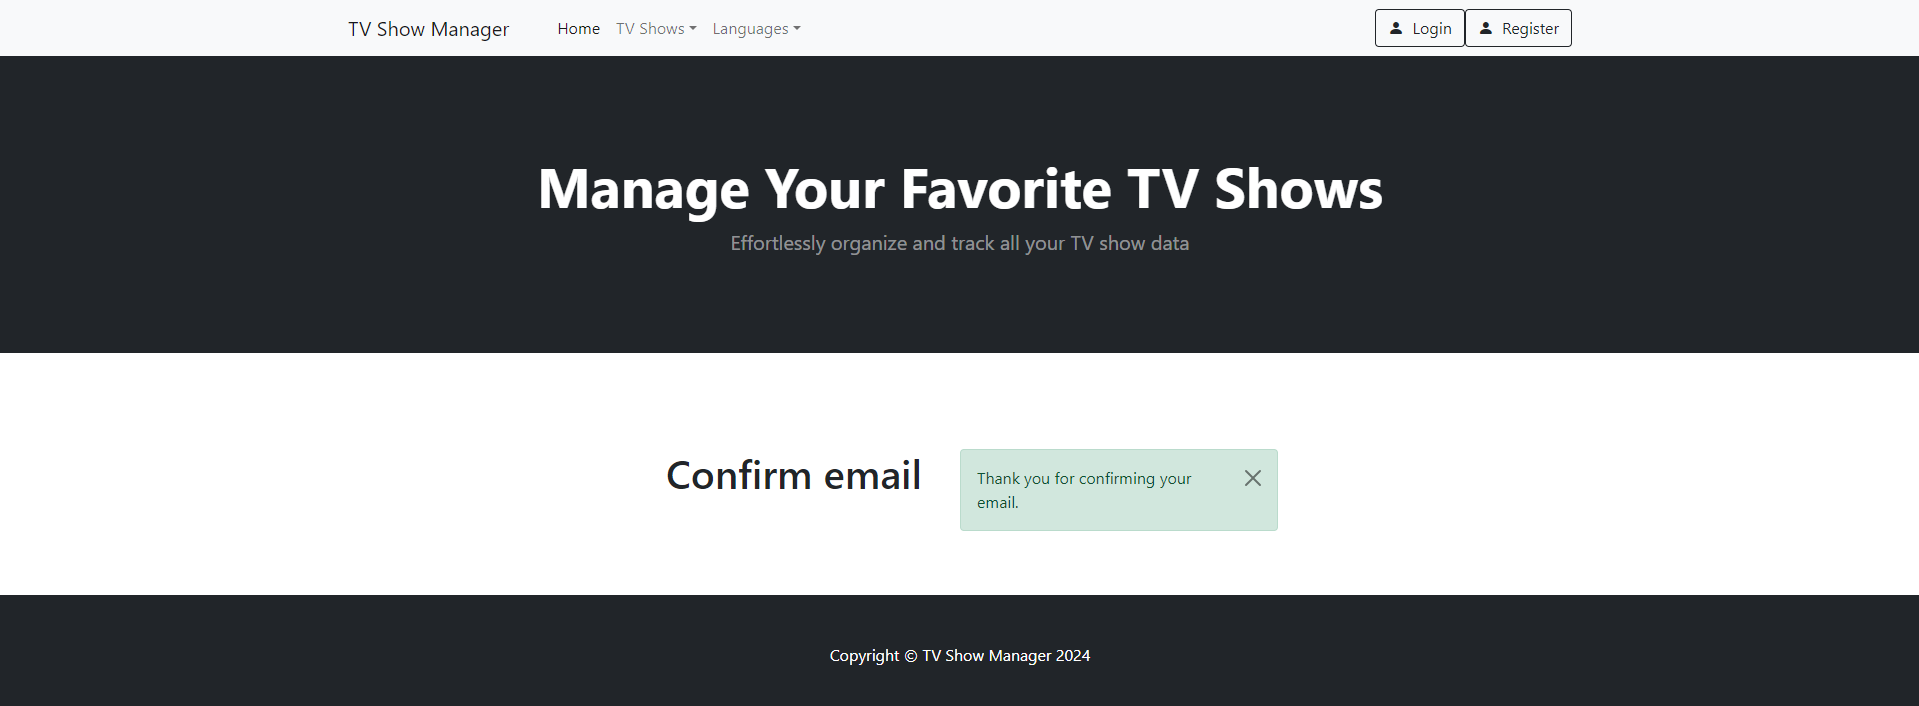 TV Show Manager Home TV Shows Languages Login Register
Manage Your Favorite TV Shows
Effortlessly organize and track all your TV show data
Confirm email
Thank you for confirming your
email.
Copyright © TV Show Manager 2024